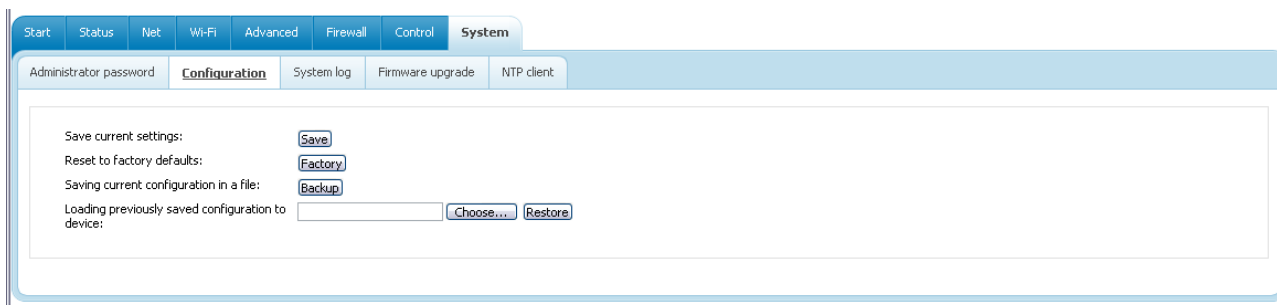 Start Status Net Wi-Fi Advanced Firewall Control System
Administrator password Configuration System log Firmware upgrade NTP client
Save current settings: Save
Reset to factory defaults: Factory
Saving current configuration in a file: Backup
Loading previously saved configuration to Choose... Restore
device: